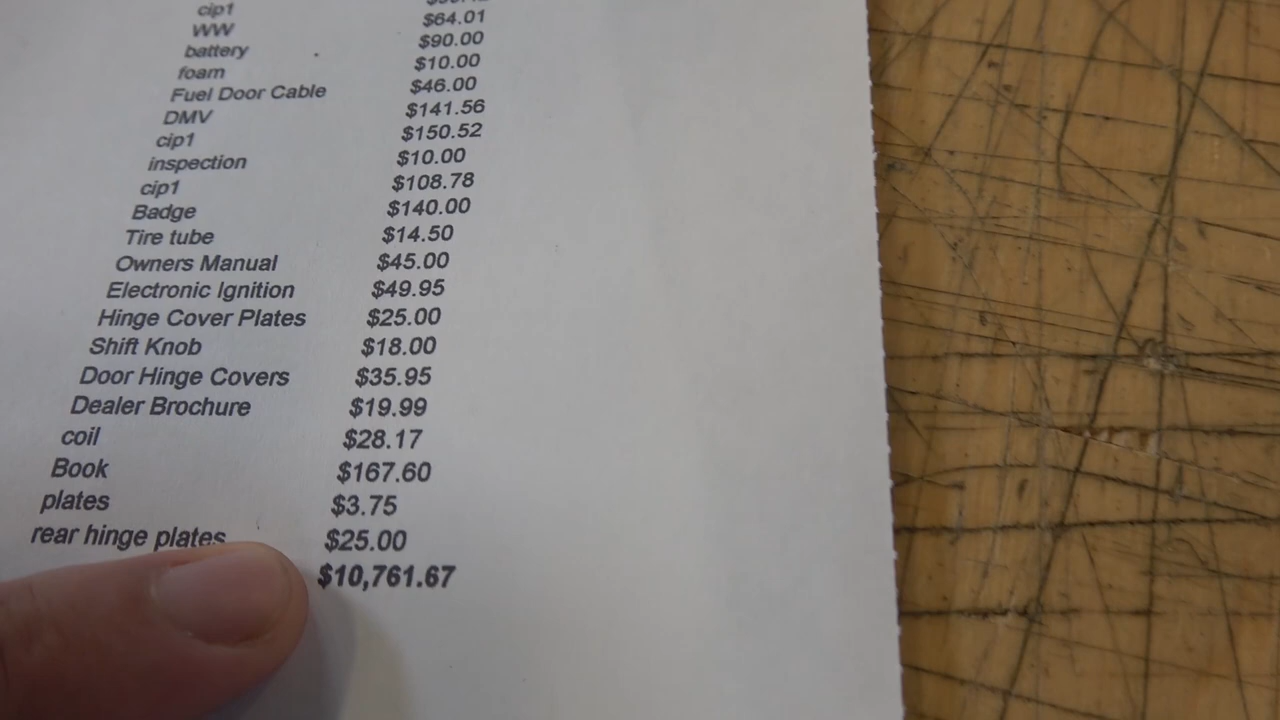 cip1
WW $64.01
battery $90.00
foam $10.00
Fuel Door Cable $46.00
DMV $141.56
cip1 $150.52
inspection $10.00
cip1 $108.78
Badge $140.00
Tire tube $14.50
Owners Manual $45.00
Electronic Ignition $49.95
Hinge Cover Plates $25.00
Shift Knob $18.00
Door Hinge Covers $35.95
Dealer Brochure $19.99
coil $28.17
Book $167.60
plates $3.75
rear hinge plates $25.00
$10,761.67